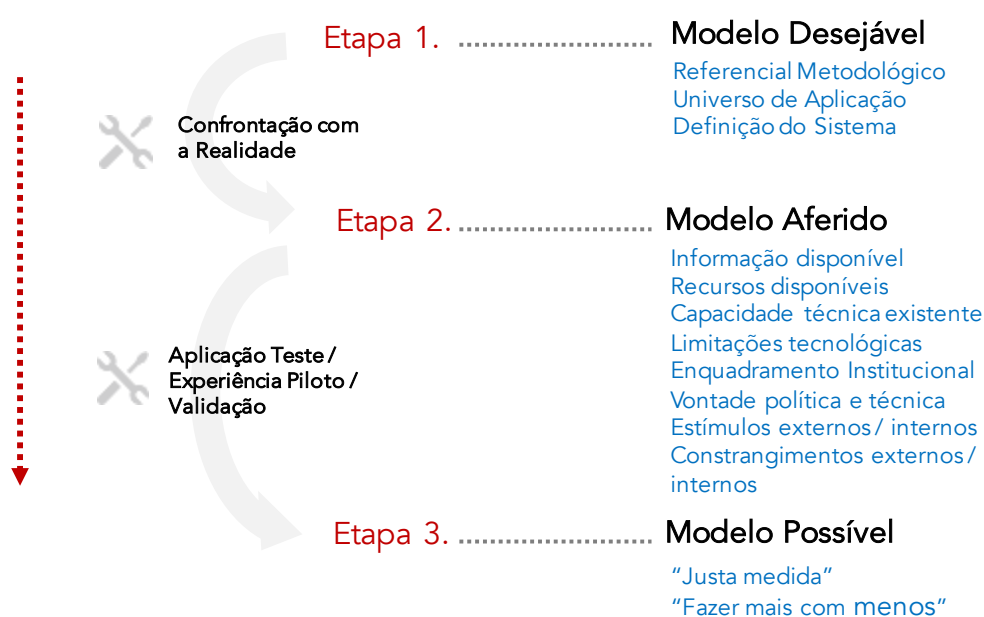 Etapa 1. Modelo Desejável
Referencial Metodológico
Universo de Aplicação
Definição do Sistema
Confrontação com
a Realidade
Etapa 2. Modelo Aferido
Informação disponível
Recursos disponíveis
Capacidade técnica existente
Limitações tecnológicas
Enquadramento Institucional
Vontade política e técnica
Estímulos externos / internos
Constrangimentos externos /
internos
Aplicação Teste /
Experiência Piloto /
Validação
Etapa 3. Modelo Possível
“Justa medida”
“Fazer mais com menos”